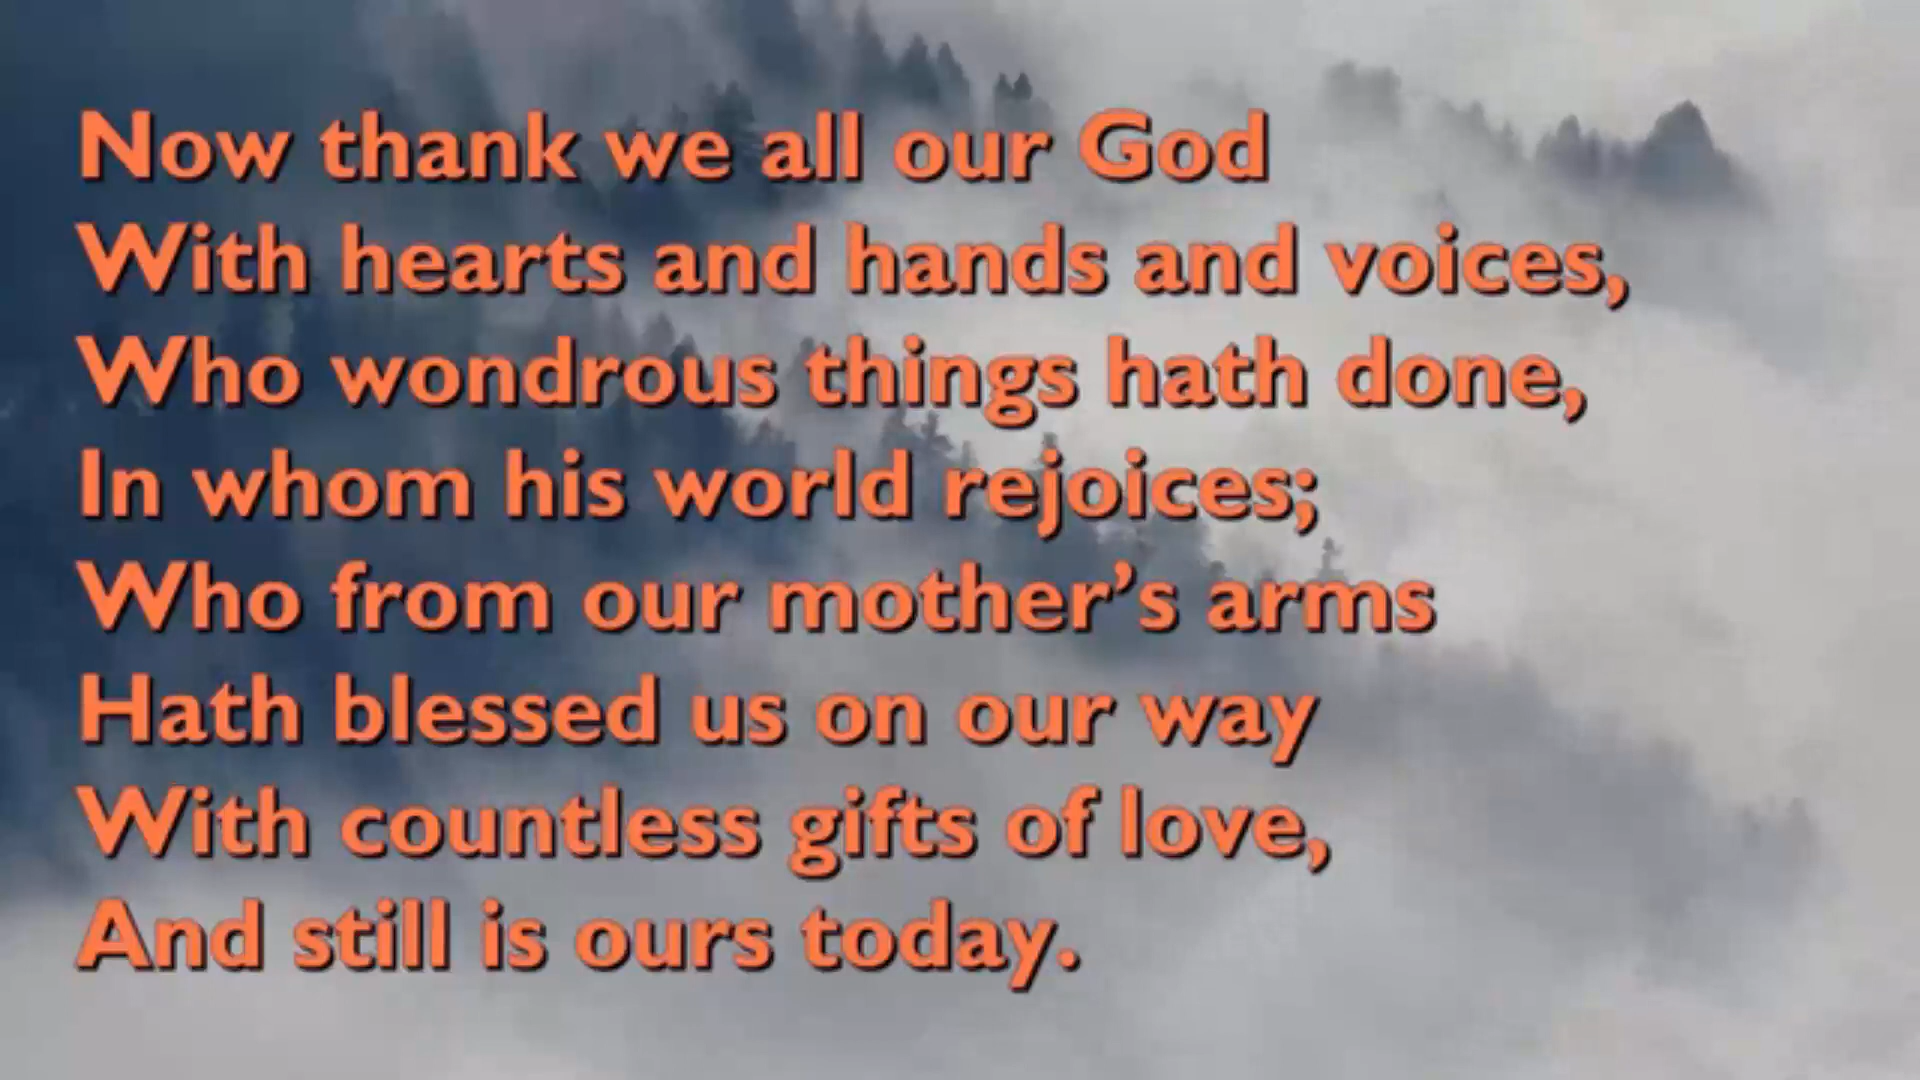 Now thank we all our God
With hearts and hands and voices,
Who wondrous things hath done,
In whom his world rejoices;
Who from our mother’s arms
Hath blessed us on our way
With countless gifts of love,
And still is ours today.